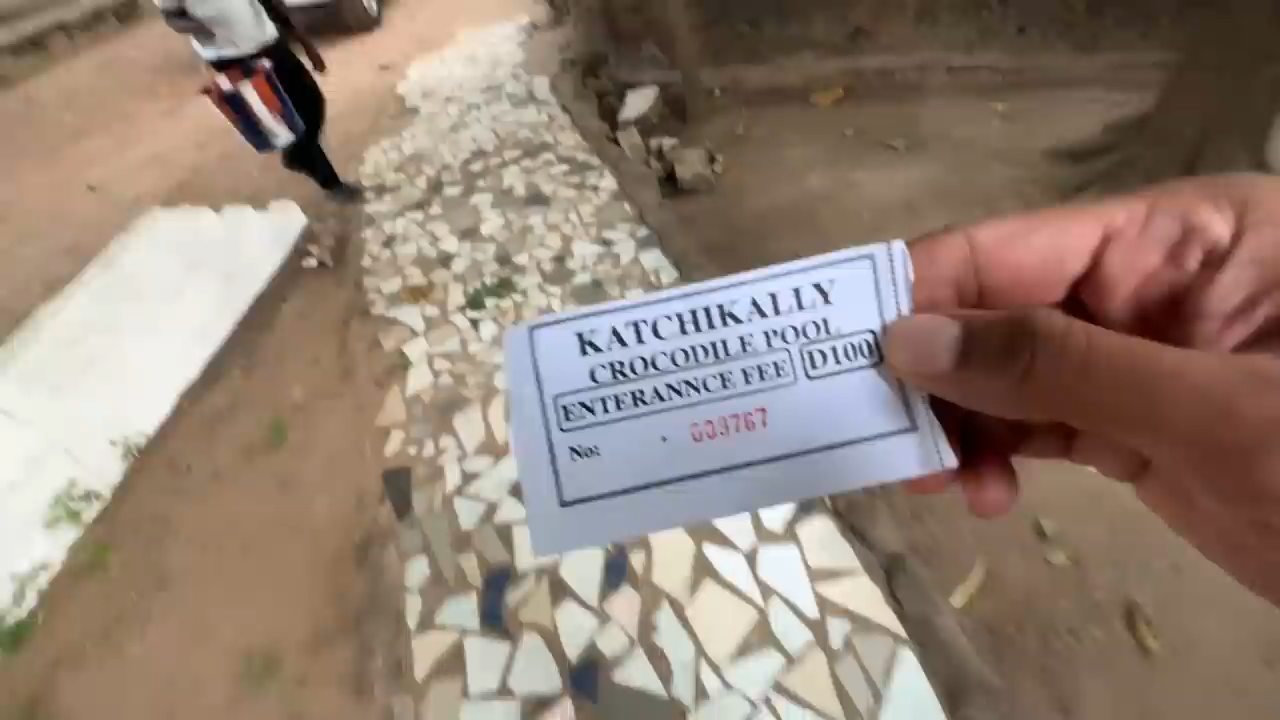 KATCHIKALLY
CROCODILE POOL
ENTERANNCE FEE D100
No: 003767